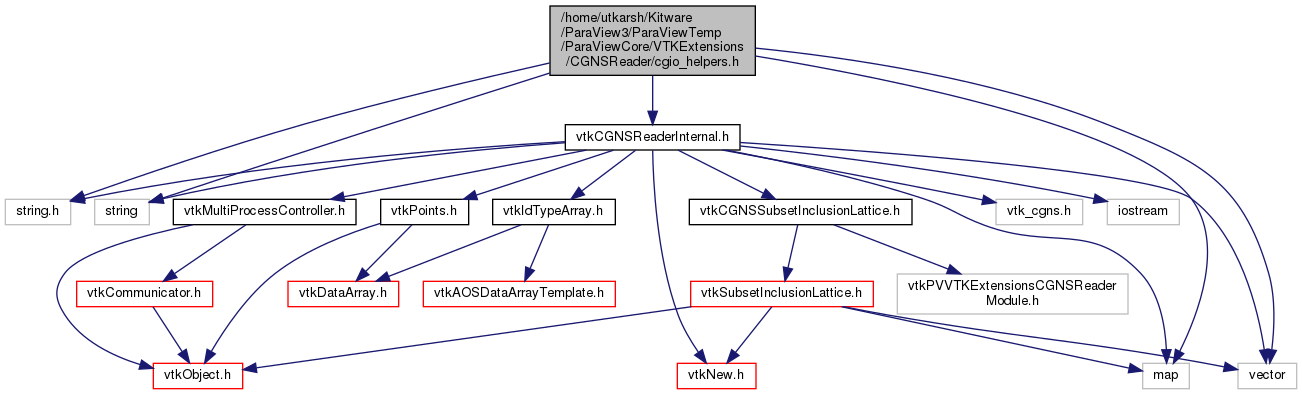 /home/utkarsh/Kitware
/ParaView3/ParaViewTemp
/ParaViewCore/VTKExtensions
/CGNSReader/cgio_helpers.h
vtkCGNSReaderInternal.h
string.h
string
vtkMultiProcessController.h
vtkPoints.h
vtkIdTypeArray.h
vtkCGNSSubsetInclusionLattice.h
vtk_cgns.h
iostream
vtkCommunicator.h
vtkDataArray.h
vtkAOSDataArrayTemplate.h
vtkSubsetInclusionLattice.h
vtkPVVTKExtensionsCGNSReader
Module.h
vtkObject.h
vtkNew.h
map
vector